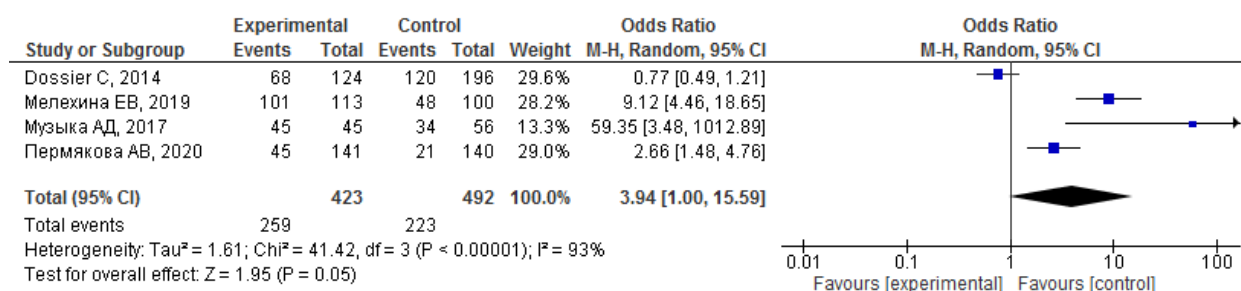 Experimental Control Odds Ratio Odds Ratio
Study or Subgroup Events Total Events Total Weight M-H, Random, 95% CI M-H, Random, 95% CI
Dossier C, 2014 68 124 120 196 29.6% 0.77 [0.49, 1.21]
Мелехина ЕВ, 2019 101 113 48 100 28.2% 9.12 [4.46, 18.65]
Музыка АД, 2017 45 45 34 56 13.3% 59.35 [3.48, 1012.89]
Пермякова АВ, 2020 45 141 21 140 29.0% 2.66 [1.48, 4.76]
Total (95% CI) 423 492 100.0% 3.94 [1.00, 15.59]
Total events 259 223
Heterogeneity: Tau² = 1.61; Chi² = 41.42, df = 3 (P < 0.00001); I² = 93%
Test for overall effect: Z = 1.95 (P = 0.05)
0.01 0.1 1 10 100
Favours [experimental] Favours [control]